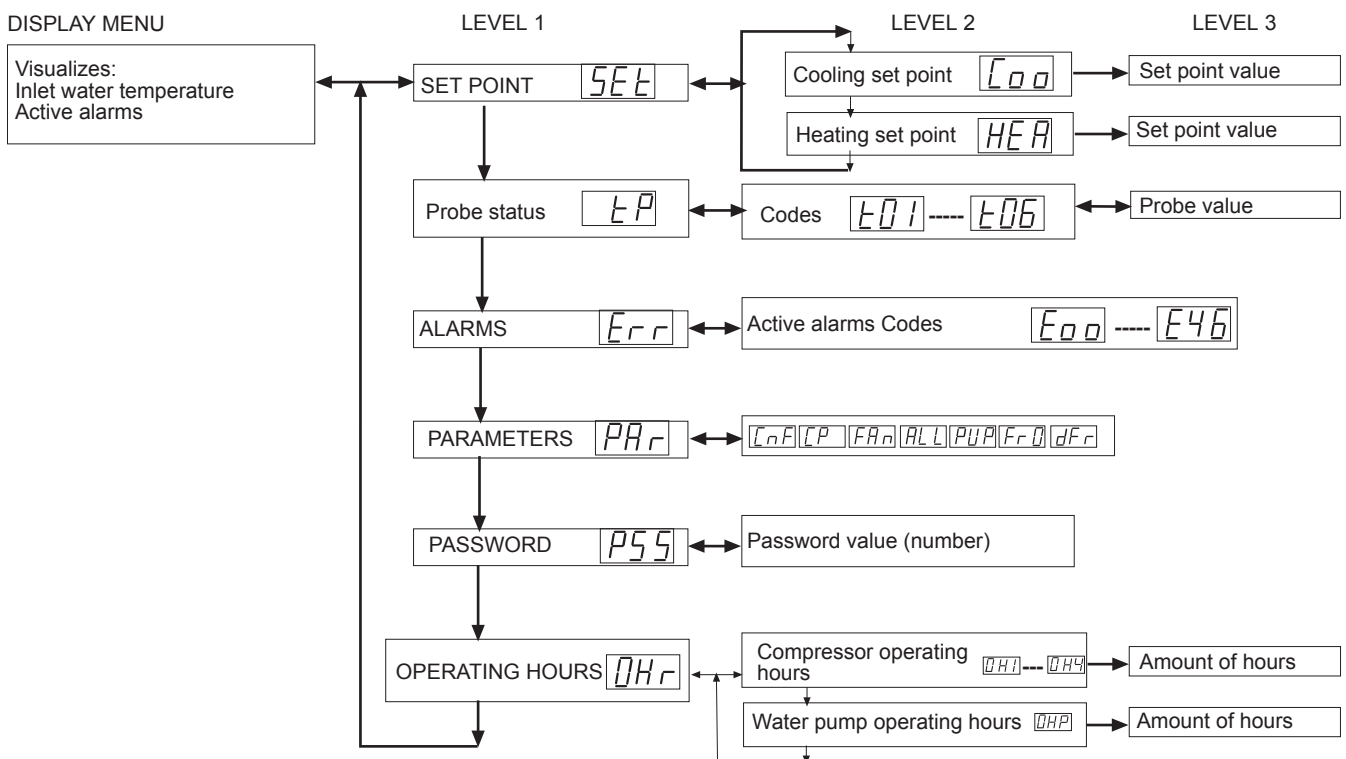 DISPLAY MENU
LEVEL 1
LEVEL 2
LEVEL 3
Visualizes:
Inlet water temperature
Active alarms
SET POINT SEt
Cooling set point Coo
Set point value
Heating set point HEA
Set point value
Probe status tP
Codes t01 ----- t06
Probe value
ALARMS Err
Active alarms Codes Eoo ----- E46
PARAMETERS PAr
CnF CP FAn ALL PUP Fr0 dFr
PASSWORD PSS
Password value (number)
OPERATING HOURS OHr
Compressor operating
hours OH1 --- OH4
Amount of hours
Water pump operating hours OHP
Amount of hours